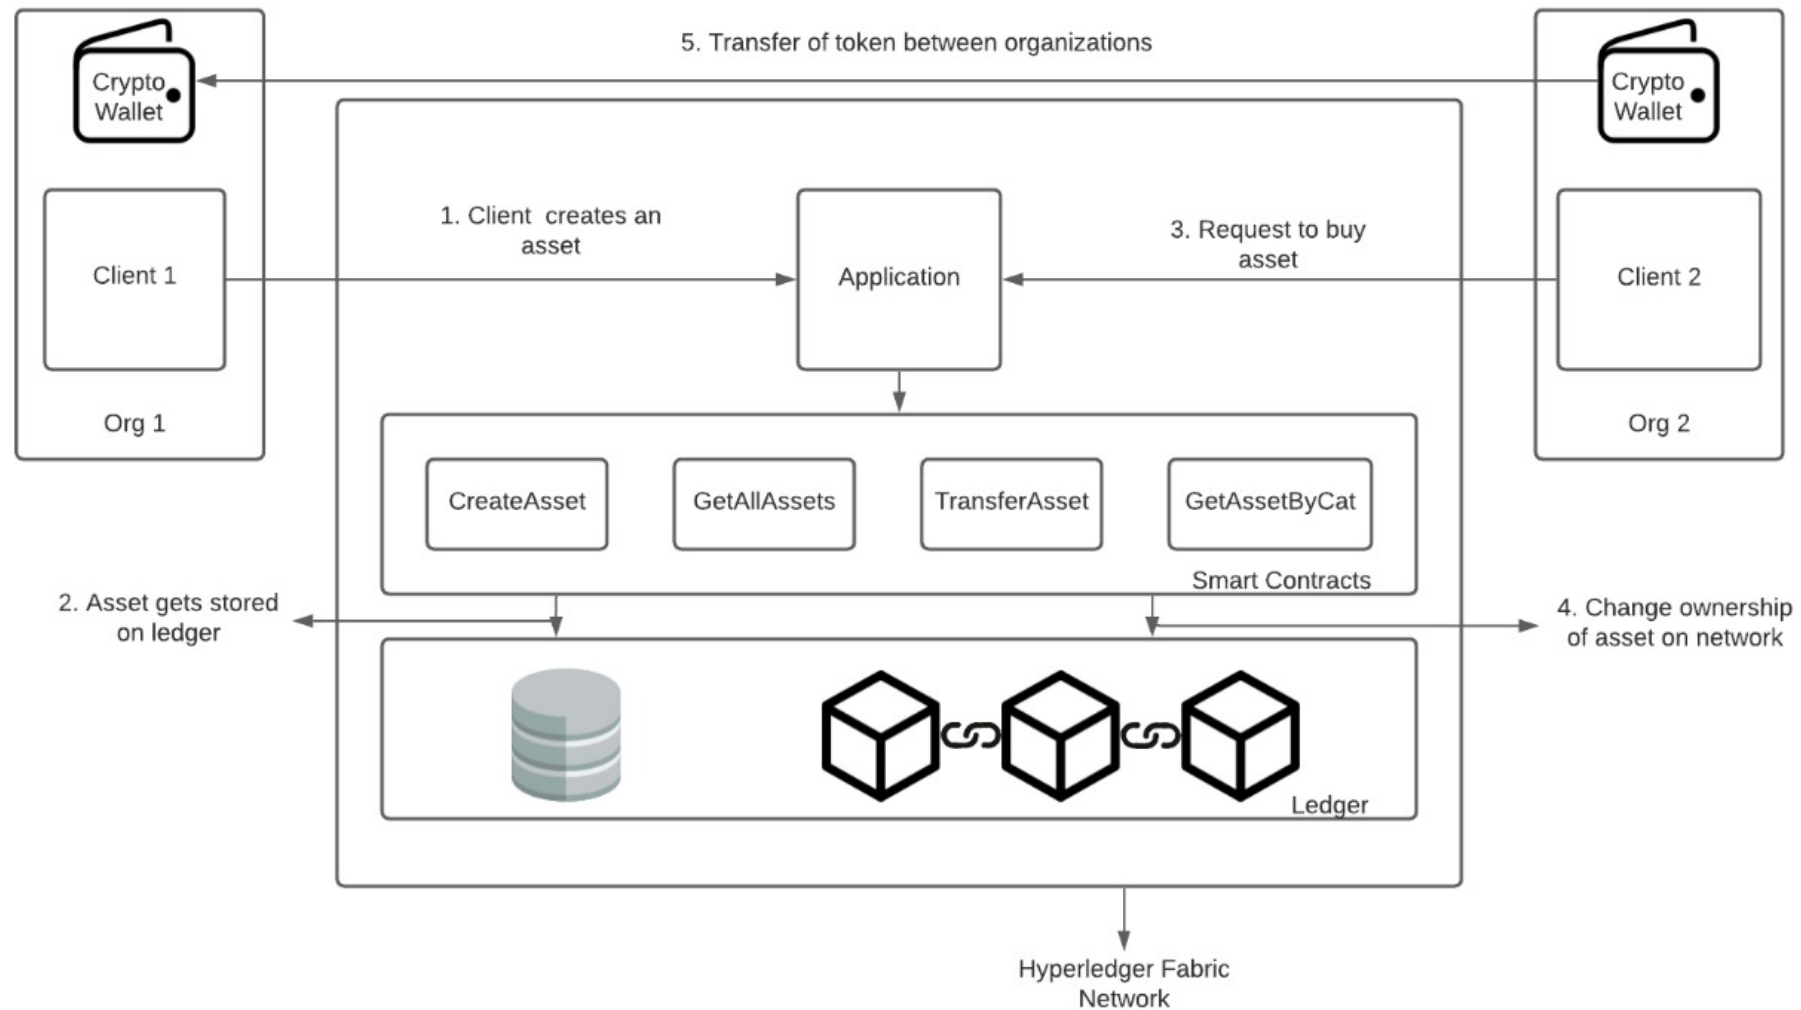 5. Transfer of token between organizations
Crypto
Wallet
Crypto
Wallet
1. Client creates an
asset
3. Request to buy
asset
Client 1
Application
Client 2
Org 1
Org 2
CreateAsset
GetAllAssets
TransferAsset
GetAssetByCat
Smart Contracts
2. Asset gets stored
on ledger
4. Change ownership
of asset on network
Ledger
Hyperledger Fabric
Network